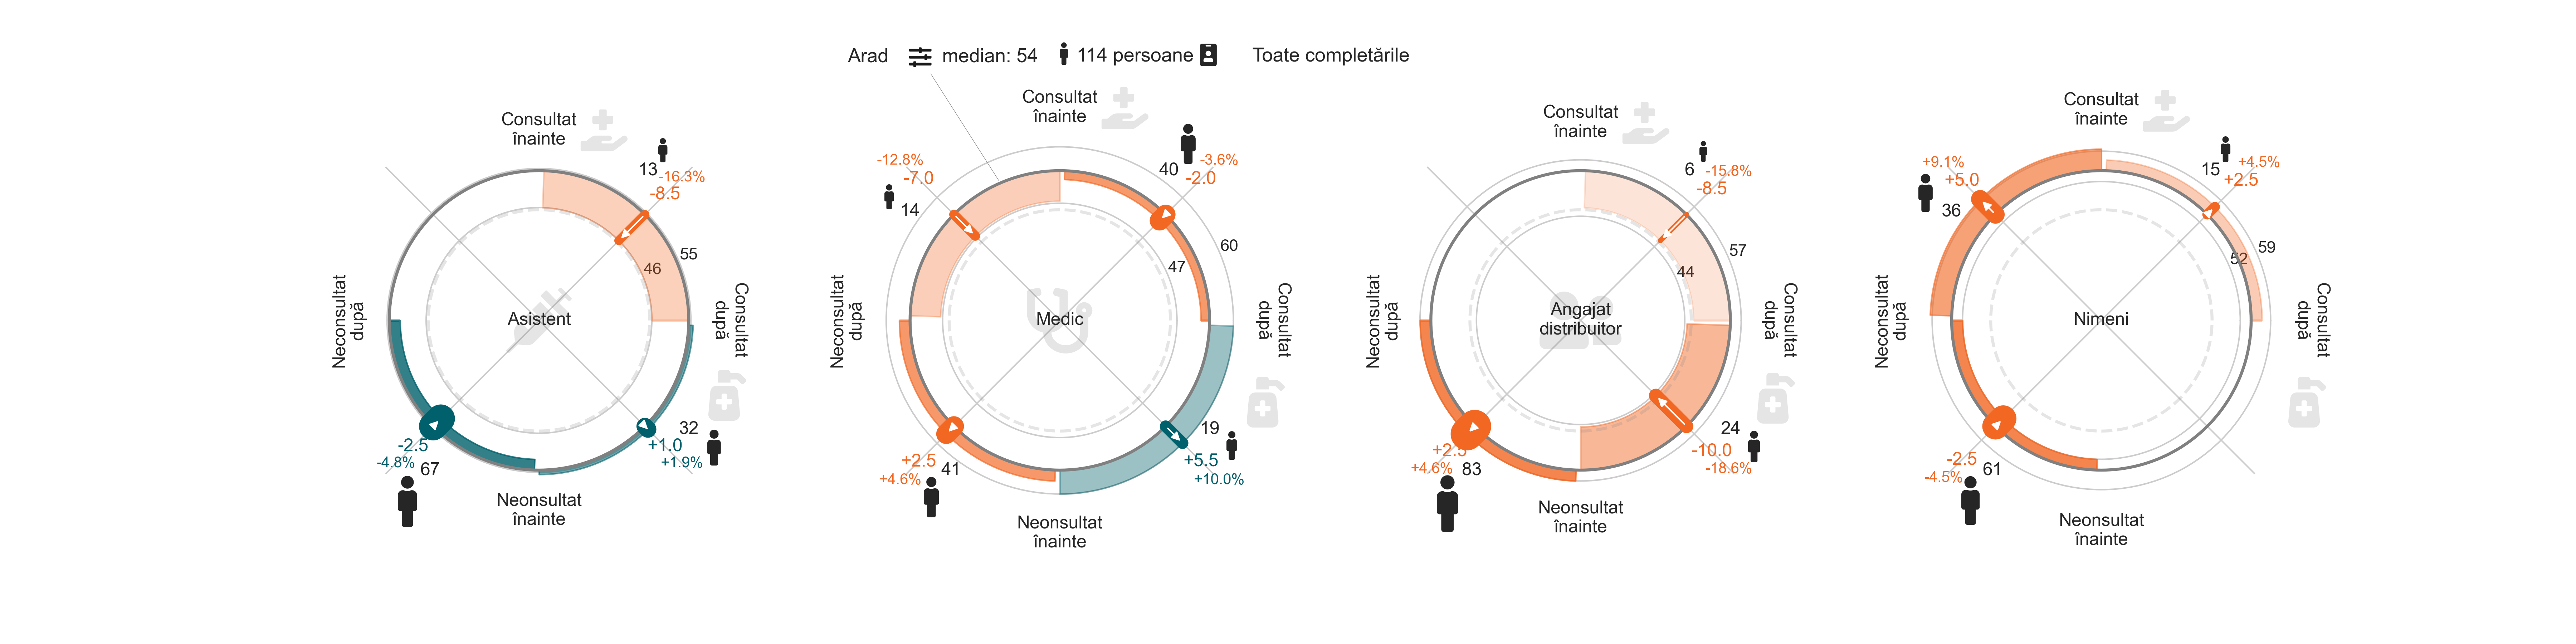 Arad median: 54 114 persoane Toate completările
Consultat
înainte
13
-16.3%
-8.5
55
46
Neconsultat
după
Asistent
Consultat
după
-2.5
-4.8%
67
32
+1.0
+1.9%
Neonsultat
înainte
Consultat
înainte
-12.8%
-7.0
14
40
-3.6%
-2.0
60
47
Neconsultat
după
Medic
Consultat
după
+2.5
+4.6%
41
19
+5.5
+10.0%
Neonsultat
înainte
Consultat
înainte
6
-15.8%
-8.5
57
44
Neconsultat
după
Angajat
distribuitor
Consultat
după
+2.5
+4.6%
83
24
-10.0
-18.6%
Neonsultat
înainte
Consultat
înainte
+9.1%
+5.0
36
15
+4.5%
+2.5
59
52
Neconsultat
după
Nimeni
Consultat
după
-2.5
-4.5%
61
Neonsultat
înainte